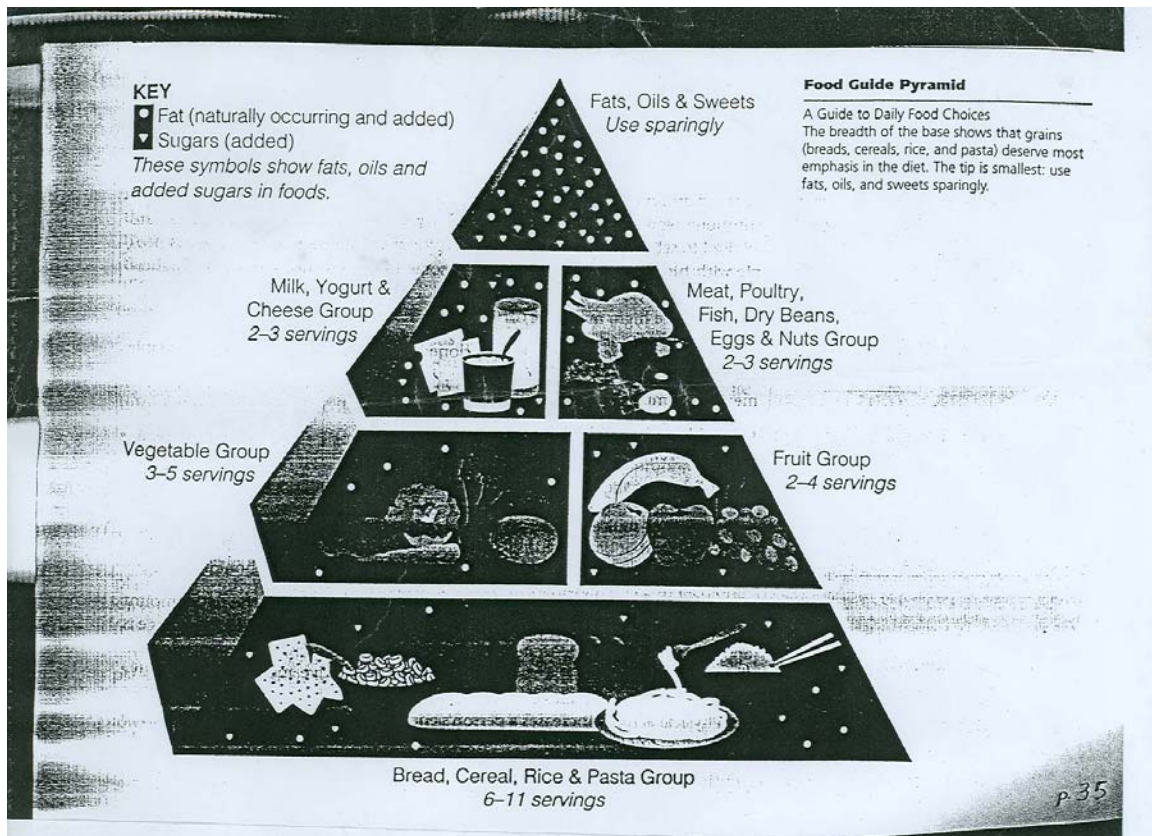 KEY
Fat (naturally occurring and added)
Sugars (added)
These symbols show fats, oils and
added sugars in foods.
Fats, Oils & Sweets
Use sparingly
Food Guide Pyramid
A Guide to Daily Food Choices
The breadth of the base shows that grains
(breads, cereals, rice, and pasta) deserve most
emphasis in the diet. The tip is smallest: use
fats, oils, and sweets sparingly.
Milk, Yogurt &
Cheese Group
2–3 servings
Meat, Poultry,
Fish, Dry Beans,
Eggs & Nuts Group
2–3 servings
Vegetable Group
3–5 servings
Fruit Group
2–4 servings
Bread, Cereal, Rice & Pasta Group
6–11 servings
p. 35